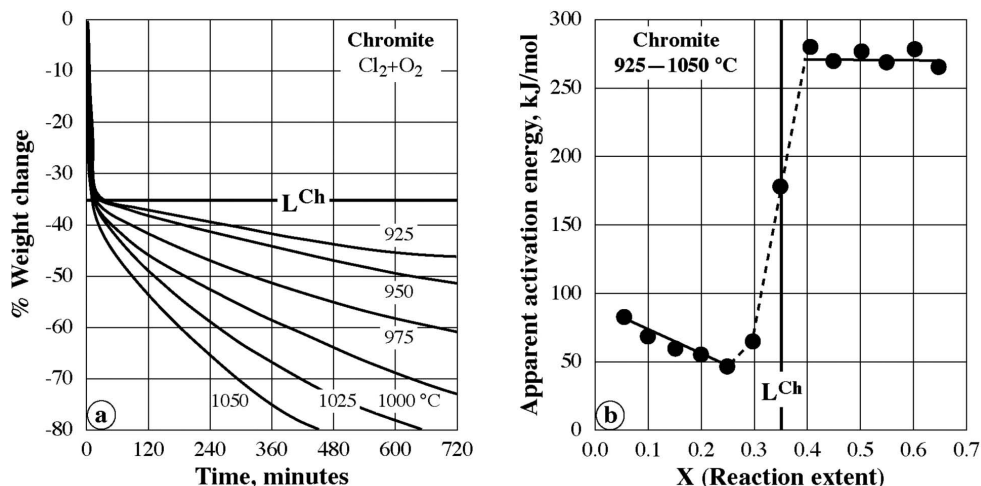 0
-10
-20
-30
-40
-50
-60
-70
-80
% Weight change
Chromite
Cl2+O2
L^Ch
925
950
975
1050
1025
1000 °C
a
0
120
240
360
480
600
720
Time, minutes
300
250
200
150
100
50
0
Apparent activation energy, kJ/mol
Chromite
925—1050 °C
L^Ch
b
0.0
0.1
0.2
0.3
0.4
0.5
0.6
0.7
X (Reaction extent)